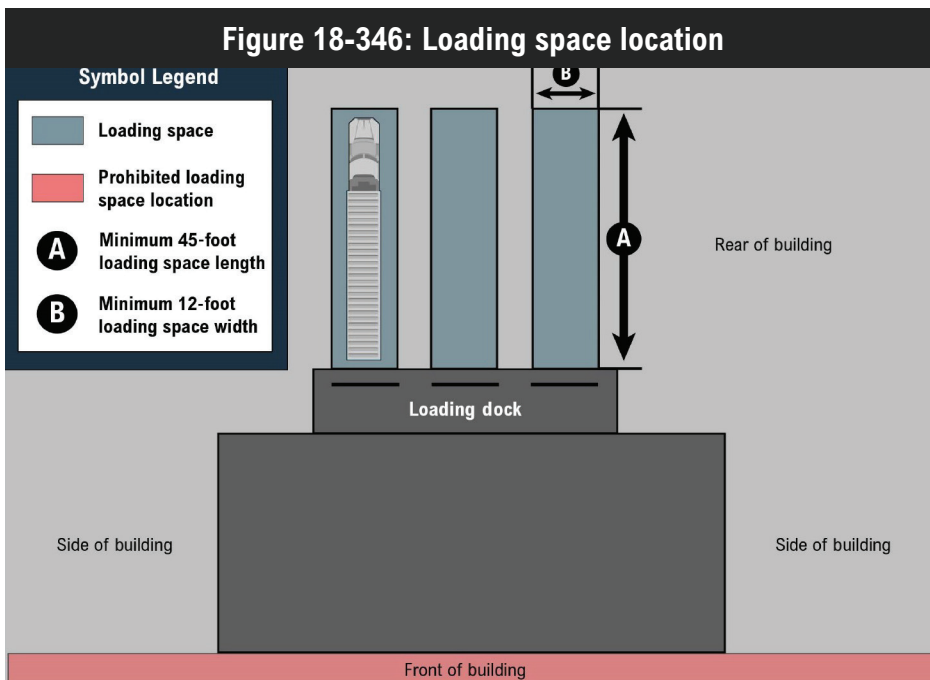 Figure 18-346: Loading space location
Symbol Legend
Loading space
Prohibited loading
space location
A
Minimum 45-foot
loading space length
B
Minimum 12-foot
loading space width
B
A
Rear of building
Loading dock
Side of building
Side of building
Front of building